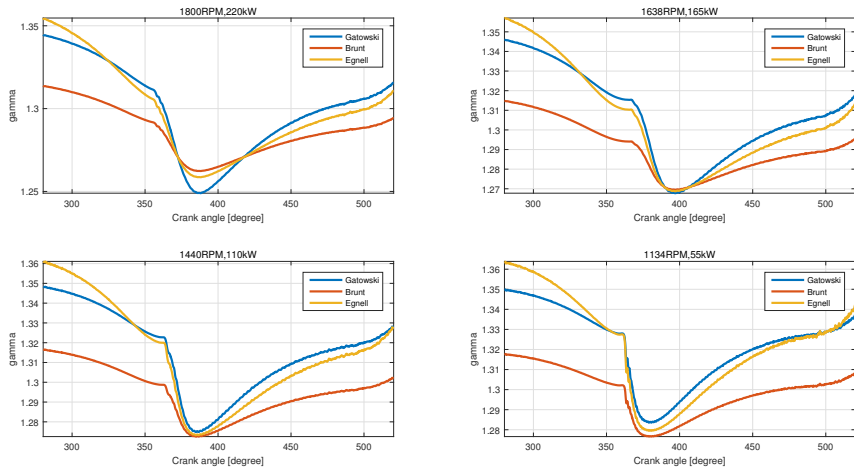 1800RPM,220kW
gamma
1.3
1.25
300
350
400
450
500
Crank angle [degree]
Gatowski
Brunt
Egnell
1638RPM,165kW
gamma
1.35
1.34
1.33
1.32
1.31
1.3
1.29
1.28
1.27
300
350
400
450
500
Crank angle [degree]
Gatowski
Brunt
Egnell
1440RPM,110kW
gamma
1.36
1.35
1.34
1.33
1.32
1.31
1.3
1.29
1.28
300
350
400
450
500
Crank angle [degree]
Gatowski
Brunt
Egnell
1134RPM,55kW
gamma
1.36
1.35
1.34
1.33
1.32
1.31
1.3
1.29
1.28
300
350
400
450
500
Crank angle [degree]
Gatowski
Brunt
Egnell